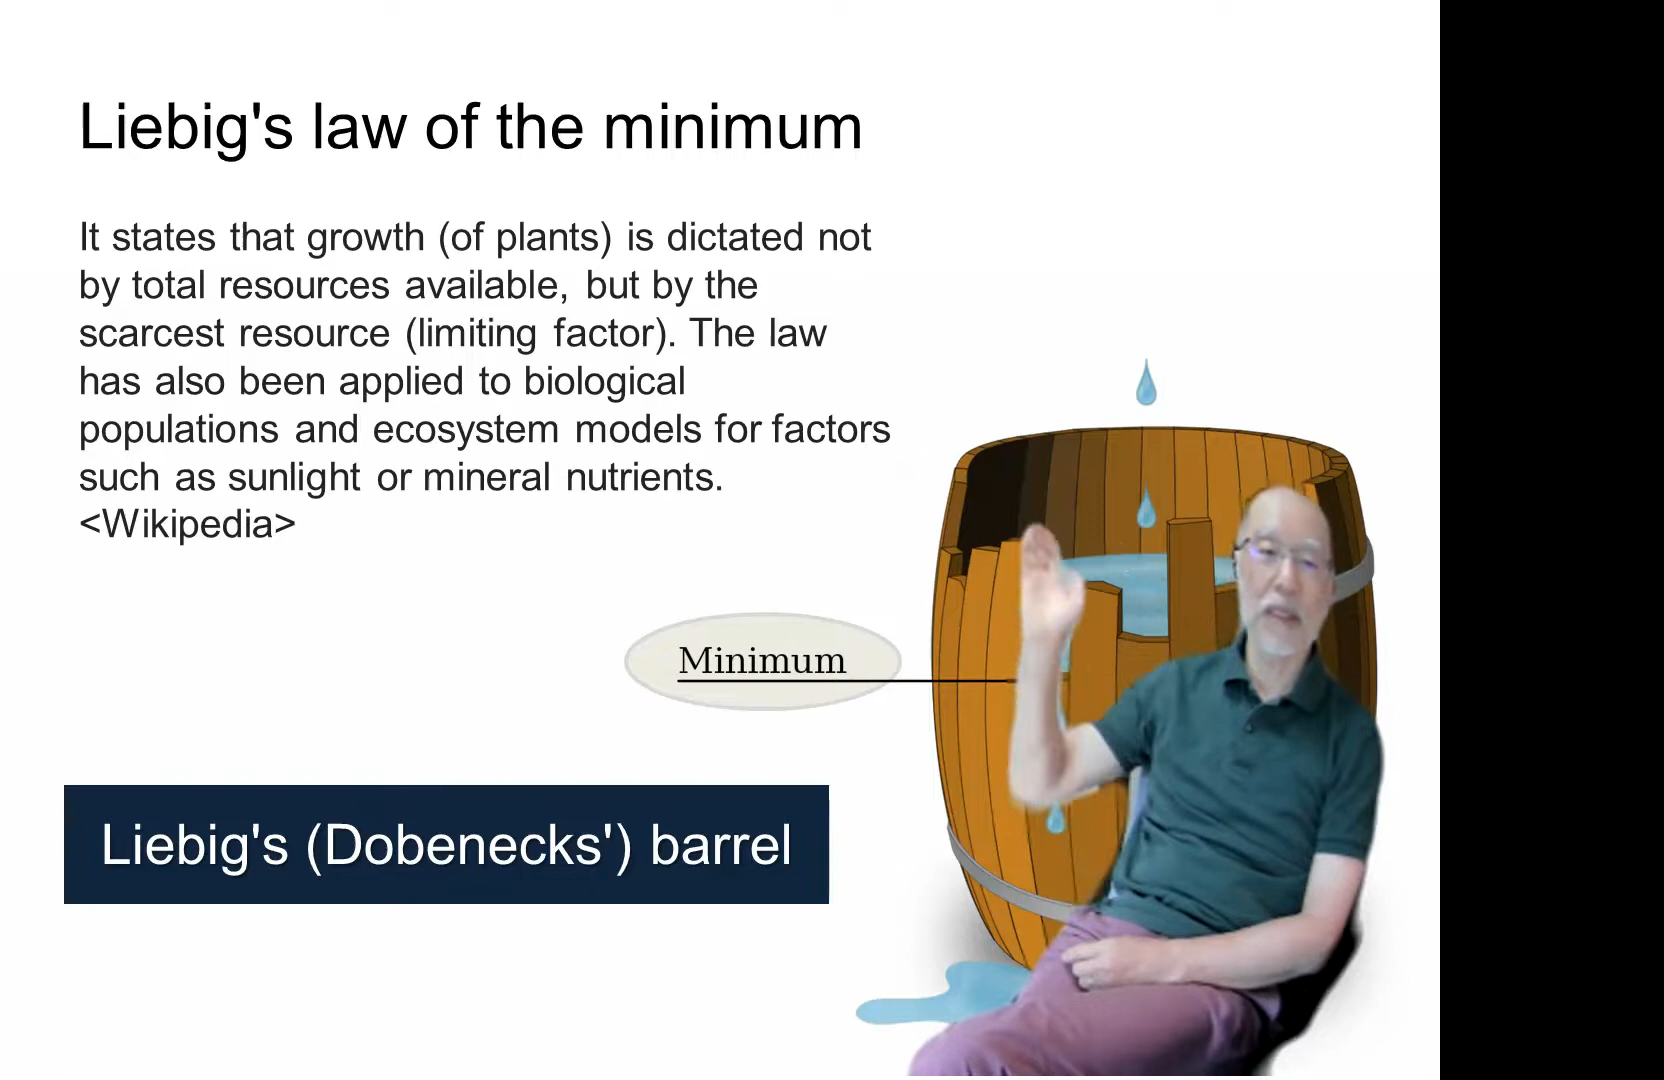 Liebig's law of the minimum
It states that growth (of plants) is dictated not
by total resources available, but by the
scarcest resource (limiting factor). The law
has also been applied to biological
populations and ecosystem models for factors
such as sunlight or mineral nutrients.
<Wikipedia>
Minimum
Liebig's (Dobenecks') barrel